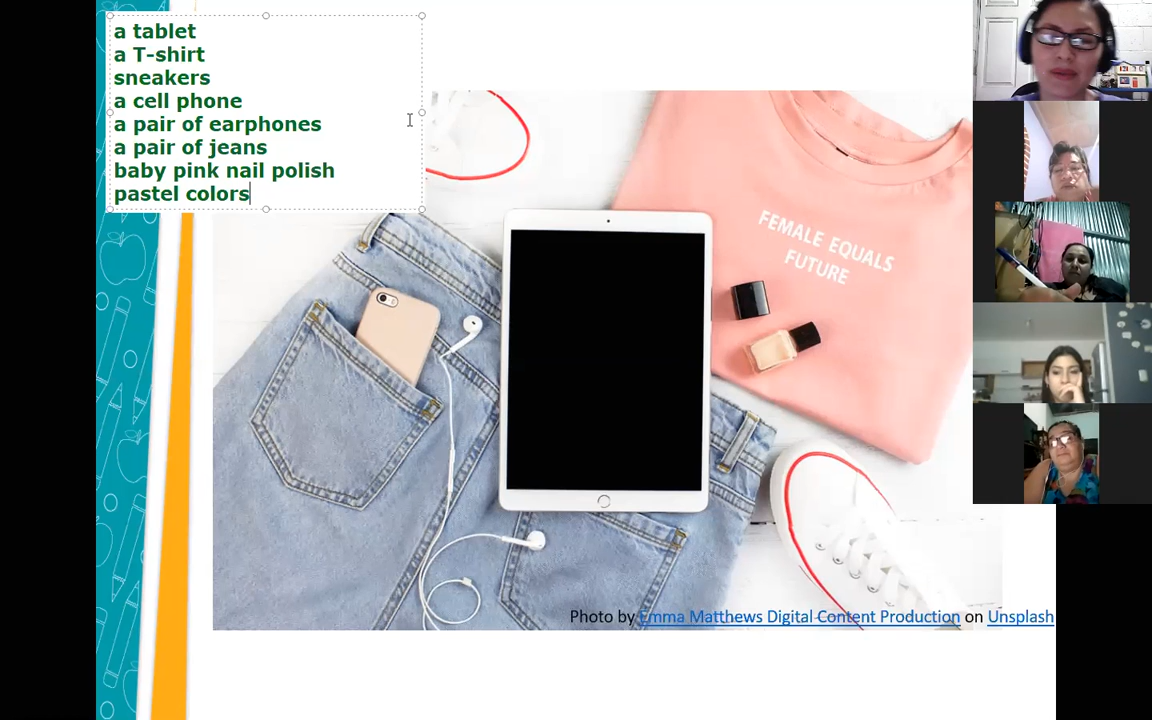 a tablet
a T-shirt
sneakers
a cell phone
a pair of earphones
a pair of jeans
baby pink nail polish
pastel colors
FEMALE EQUALS
FUTURE
Photo by Emma Matthews Digital Content Production on Unsplash